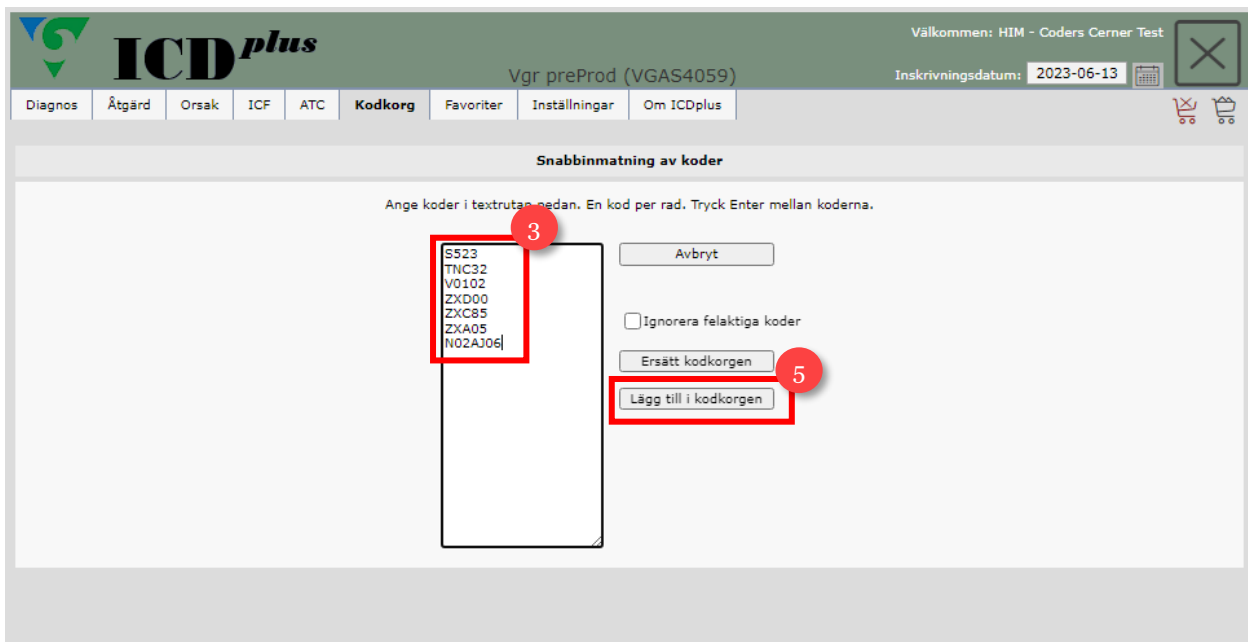 Välkommen: HIM - Coders Cerner Test
ICD plus
Vgr preProd (VGAS4059)
Inskrivningsdatum: 2023-06-13
Diagnos Åtgärd Orsak ICF ATC Kodkorg Favoriter Inställningar Om ICDplus
Snabbinmatning av koder
Ange koder i textrutan nedan. En kod per rad. Tryck Enter mellan koderna.
3
S523
TNC32
V0102
ZXD00
ZXC85
ZXA05
N02AJ06
Avbryt
Ignorera felaktiga koder
Ersätt kodkorgen
5
Lägg till i kodkorgen